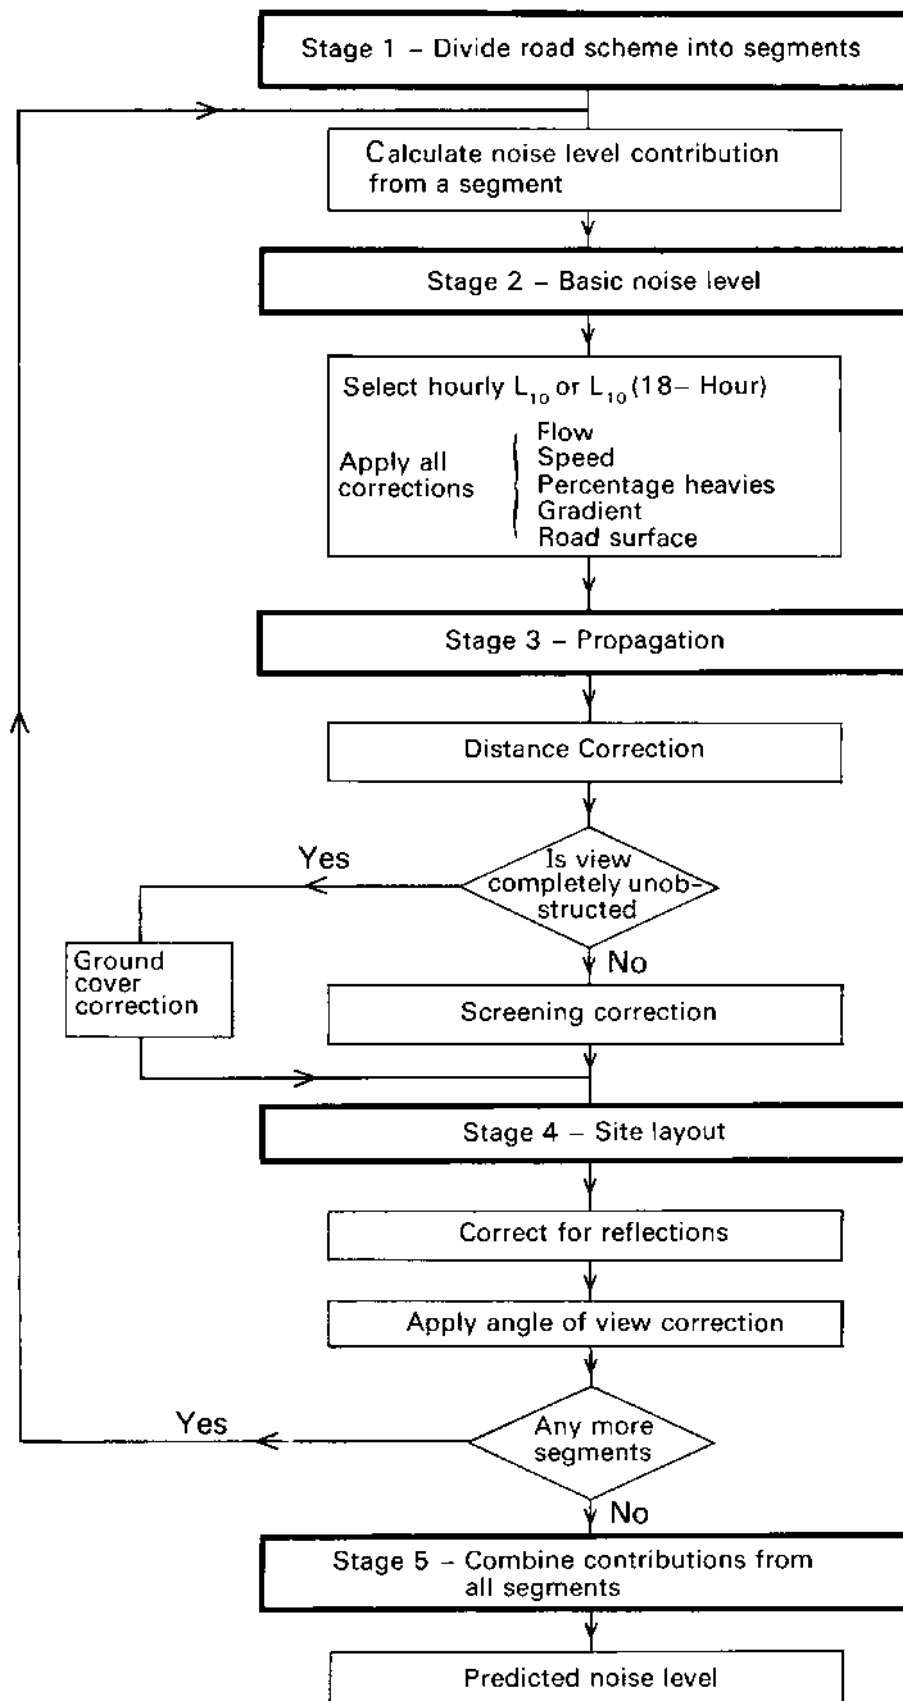 Stage 1 – Divide road scheme into segments
Calculate noise level contribution
from a segment
Stage 2 – Basic noise level
Select hourly L₁₀ or L₁₀ (18– Hour)
Apply all
corrections
Flow
Speed
Percentage heavies
Gradient
Road surface
Stage 3 – Propagation
Distance Correction
Is view
completely unob-
structed
Yes
No
Ground
cover
correction
Screening correction
Stage 4 – Site layout
Correct for reflections
Apply angle of view correction
Any more
segments
Yes
No
Stage 5 – Combine contributions from
all segments
Predicted noise level